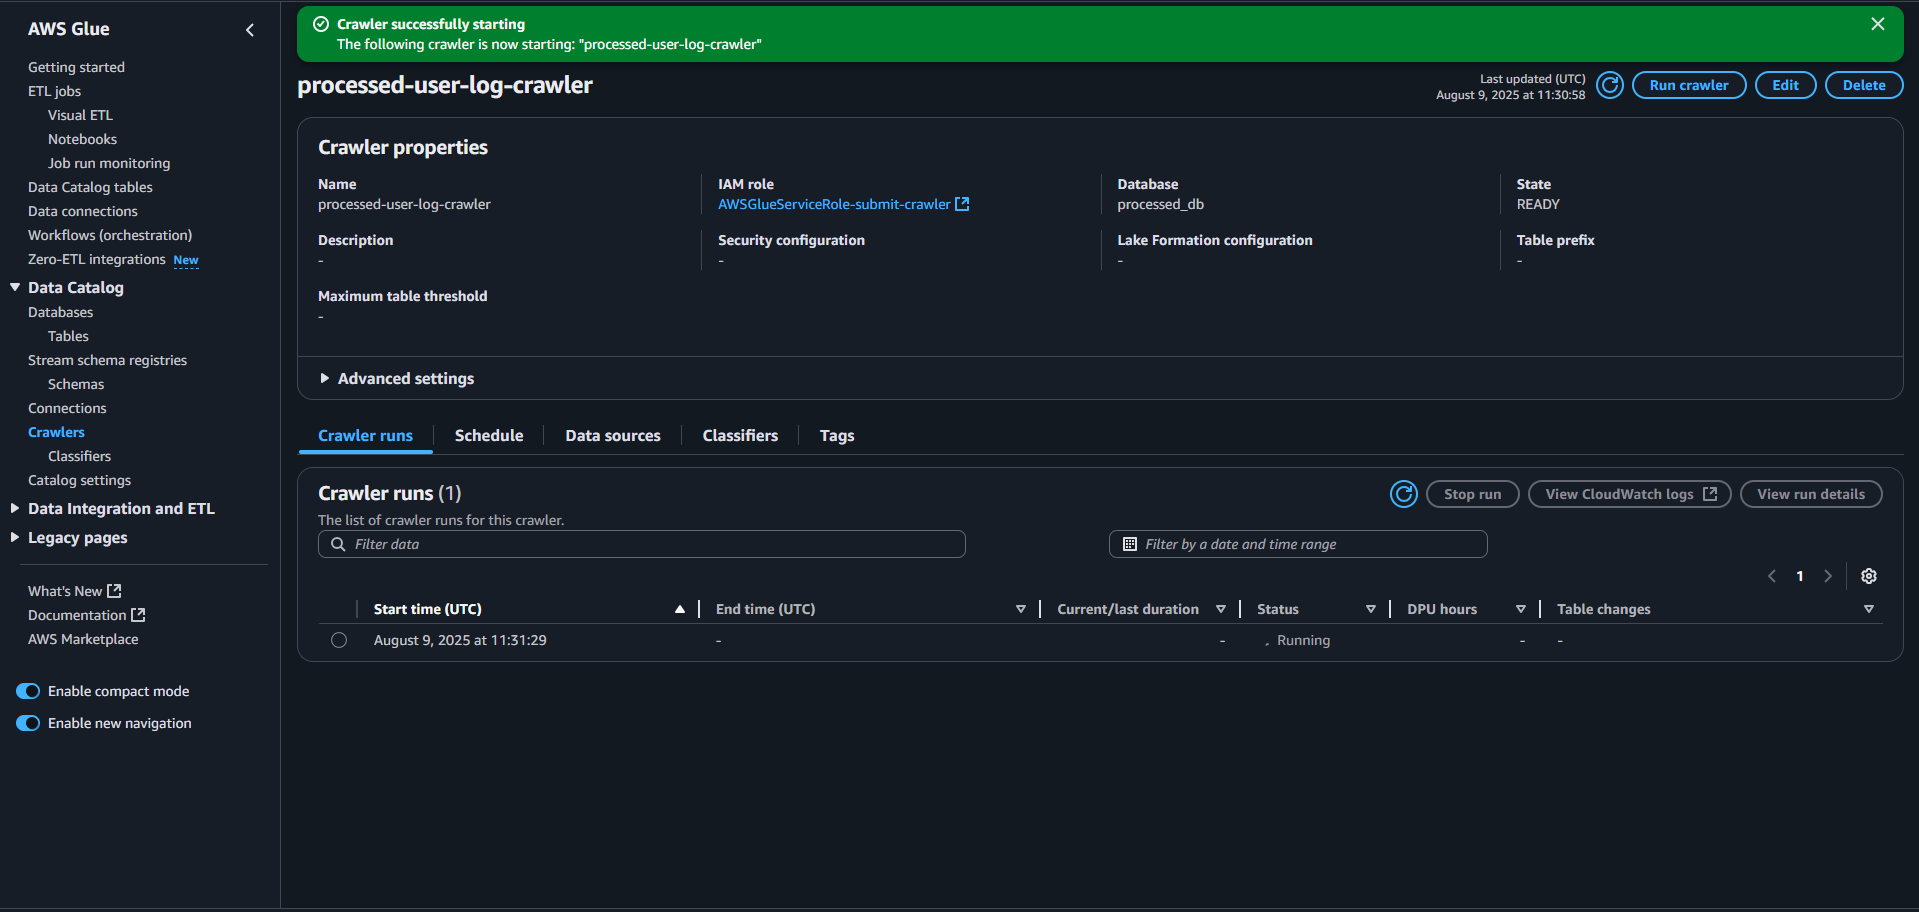 AWS Glue
Getting started
ETL jobs
Visual ETL
Notebooks
Job run monitoring
Data Catalog tables
Data connections
Workflows (orchestration)
Zero-ETL integrations New
Data Catalog
Databases
Tables
Stream schema registries
Schemas
Connections
Crawlers
Classifiers
Catalog settings
Data Integration and ETL
Legacy pages
What's New
Documentation
AWS Marketplace
Enable compact mode
Enable new navigation
Crawler successfully starting
The following crawler is now starting: "processed-user-log-crawler"
processed-user-log-crawler
Last updated (UTC)
August 9, 2025 at 11:30:58
Run crawler
Edit
Delete
Crawler properties
Name
processed-user-log-crawler
IAM role
AWSGlueServiceRole-submit-crawler
Database
processed_db
State
READY
Description
-
Security configuration
-
Lake Formation configuration
-
Table prefix
-
Maximum table threshold
-
Advanced settings
Crawler runs
Schedule
Data sources
Classifiers
Tags
Crawler runs (1)
The list of crawler runs for this crawler.
Stop run
View CloudWatch logs
View run details
Filter data
Filter by a date and time range
1
Start time (UTC) End time (UTC) Current/last duration Status DPU hours Table changes
August 9, 2025 at 11:31:29 - - Running - -